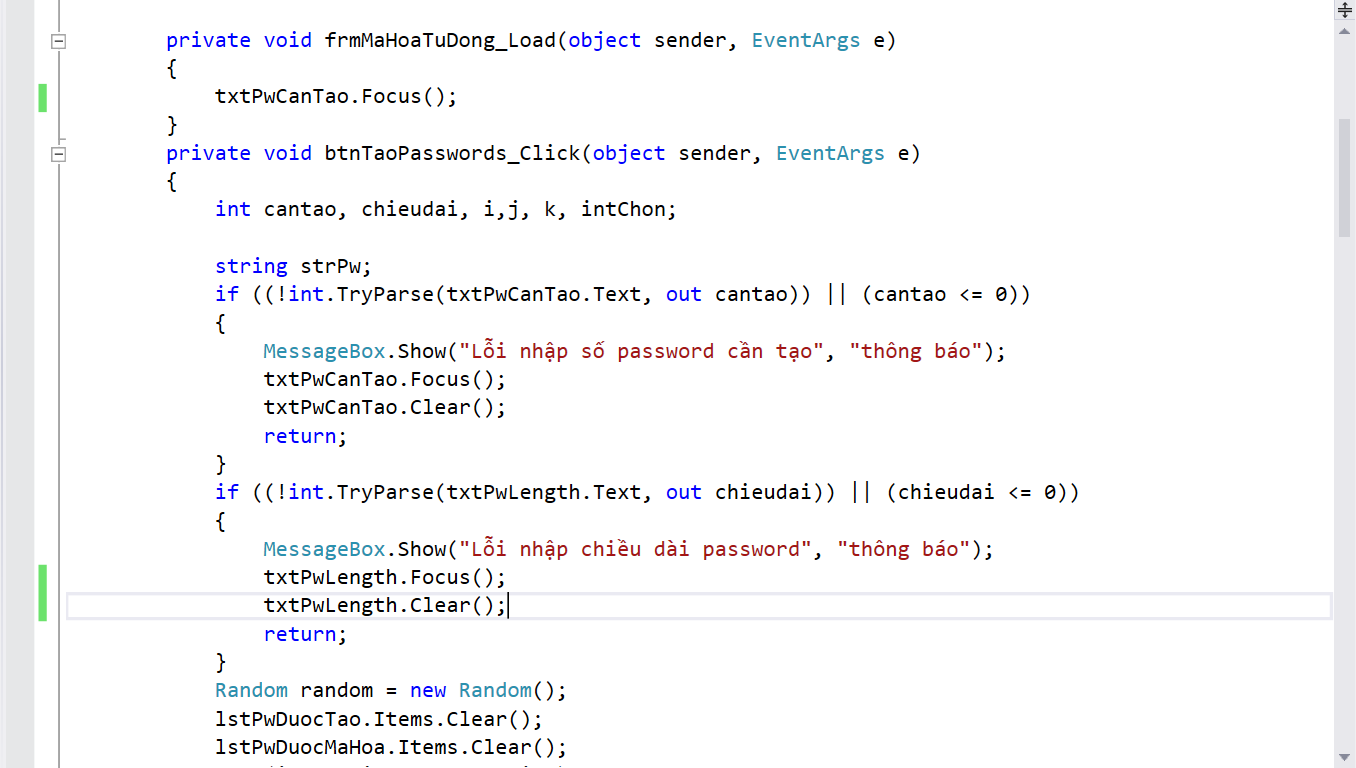 private void frmMaHoaTuDong_Load(object sender, EventArgs e)
{
txtPwCanTao.Focus();
}
private void btnTaoPasswords_Click(object sender, EventArgs e)
{
int cantao, chieudai, i,j, k, intChon;
string strPw;
if ((!int.TryParse(txtPwCanTao.Text, out cantao)) || (cantao <= 0))
{
MessageBox.Show("Lỗi nhập số password cần tạo", "thông báo");
txtPwCanTao.Focus();
txtPwCanTao.Clear();
return;
}
if ((!int.TryParse(txtPwLength.Text, out chieudai)) || (chieudai <= 0))
{
MessageBox.Show("Lỗi nhập chiều dài password", "thông báo");
txtPwLength.Focus();
txtPwLength.Clear();
return;
}
Random random = new Random();
lstPwDuocTao.Items.Clear();
lstPwDuocMaHoa.Items.Clear();